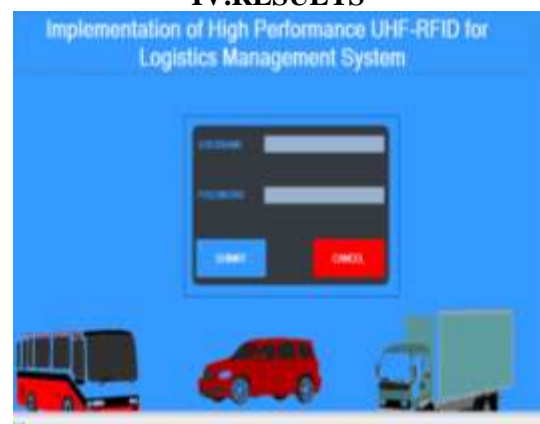 IV.RESULTS
Implementation of High Performance UHF-RFID for
Logistics Management System
USERNAME
PASSWORD
SUBMIT
CANCEL